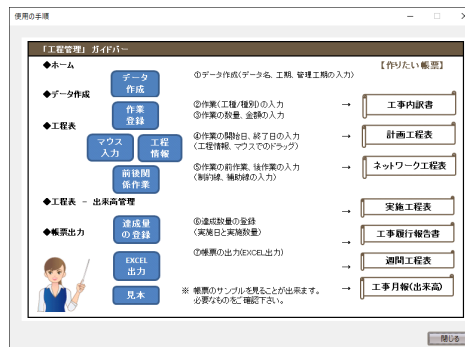 使用の手順
「工程管理」 ガイドバー
◆ホーム
【作りたい帳票】
データ
作成
①データ作成(データ名、工期、管理工期の入力)
◆データ作成
作業
登録
②作業(工種/種別)の入力
③作業の数量、金額の入力
→
工事内訳書
◆工程表
マウス
入力
工程
情報
④作業の開始日、終了日の入力
(工程情報、マウスでのドラッグ)
→
計画工程表
前後関
係作業
⑤作業の前作業、後作業の入力
(制約線、補助線の入力)
→
ネットワーク工程表
◆工程表 － 出来高管理
→
実施工程表
◆帳票出力
達成量
の登録
⑥達成数量の登録
(実施日と実施数量)
→
工事履行報告書
EXCEL
出力
⑦帳票の出力(EXCEL出力)
→
週間工程表
見本
※ 帳票のサンプルを見ることが出来ます。
必要なものをご確認下さい。
→
工事月報(出来高)
閉じる